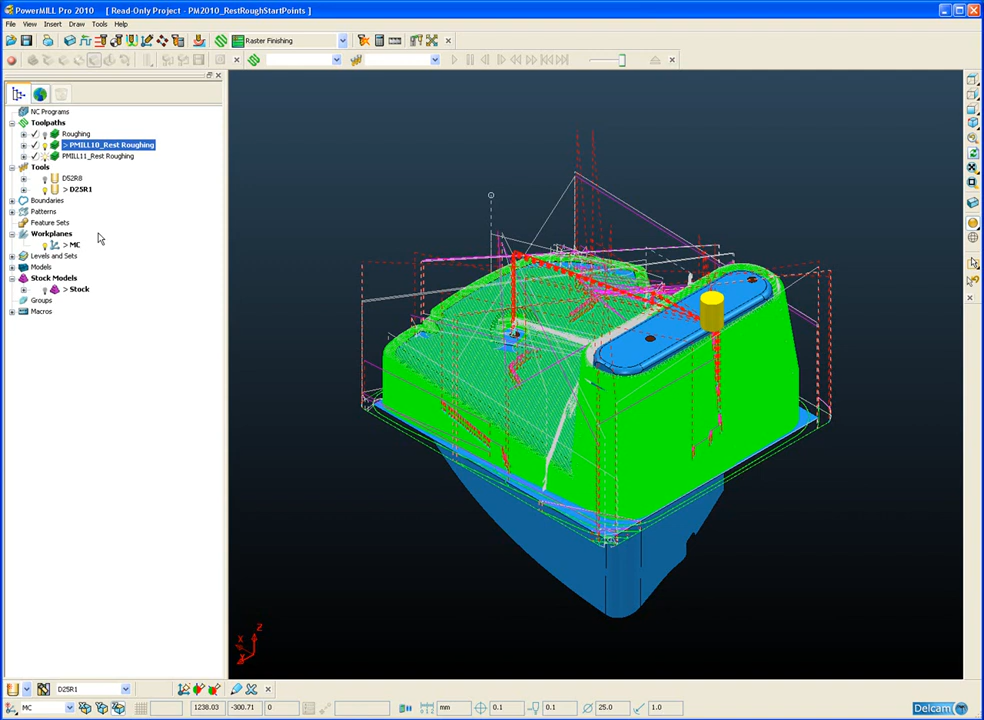 PowerMILL Pro 2010    [ Read-Only Project - PM2010_RestRoughStartPoints ]
File View Insert Draw Tools Help
Raster Finishing
NC Programs
Toolpaths
Roughing
> PMILL10_Rest Roughing
PMILL11_Rest Roughing
Tools
D52R8
> D25R1
Boundaries
Patterns
Feature Sets
Workplanes
> MC
Levels and Sets
Models
Stock Models
> Stock
Groups
Macros
Z
X
D25R1
MC 1238.03 -300.71 0 mm 0.1 0.1 25.0 1.0 Delcam